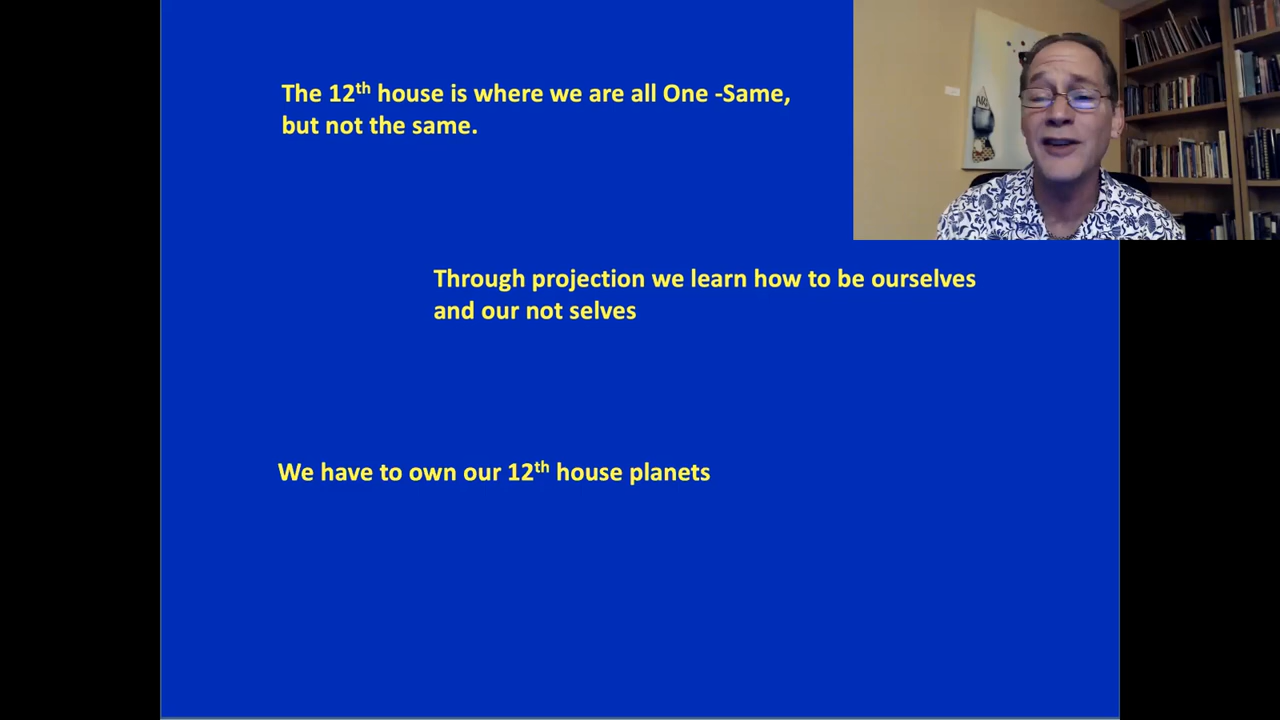 The 12th house is where we are all One -Same,
but not the same.
Through projection we learn how to be ourselves
and our not selves
We have to own our 12th house planets